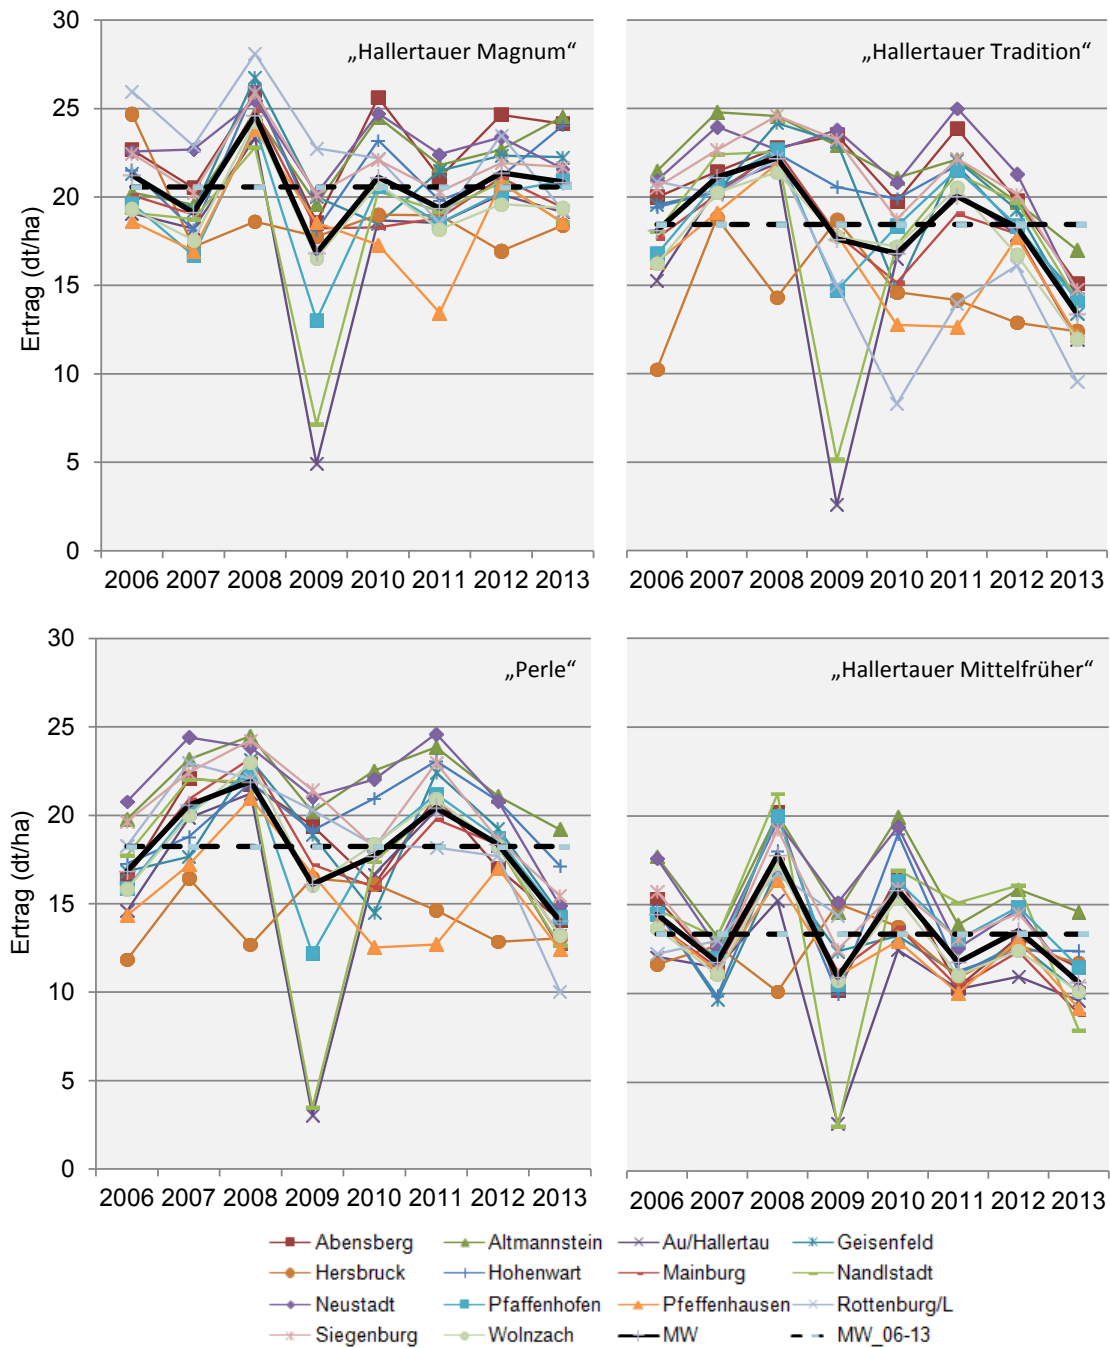 30
25
20
15
10
5
0
Ertrag (dt/ha)
„Hallertauer Magnum“
2006 2007 2008 2009 2010 2011 2012 2013
„Hallertauer Tradition“
2006 2007 2008 2009 2010 2011 2012 2013
30
25
20
15
10
5
0
Ertrag (dt/ha)
„Perle“
2006 2007 2008 2009 2010 2011 2012 2013
„Hallertauer Mittelfrüher“
2006 2007 2008 2009 2010 2011 2012 2013
Abensberg Altmannstein Au/Hallertau Geisenfeld
Hersbruck Hohenwart Mainburg Nandlstadt
Neustadt Pfaffenhofen Pfeffenhausen Rottenburg/L
Siegenburg Wolnzach MW MW_06-13